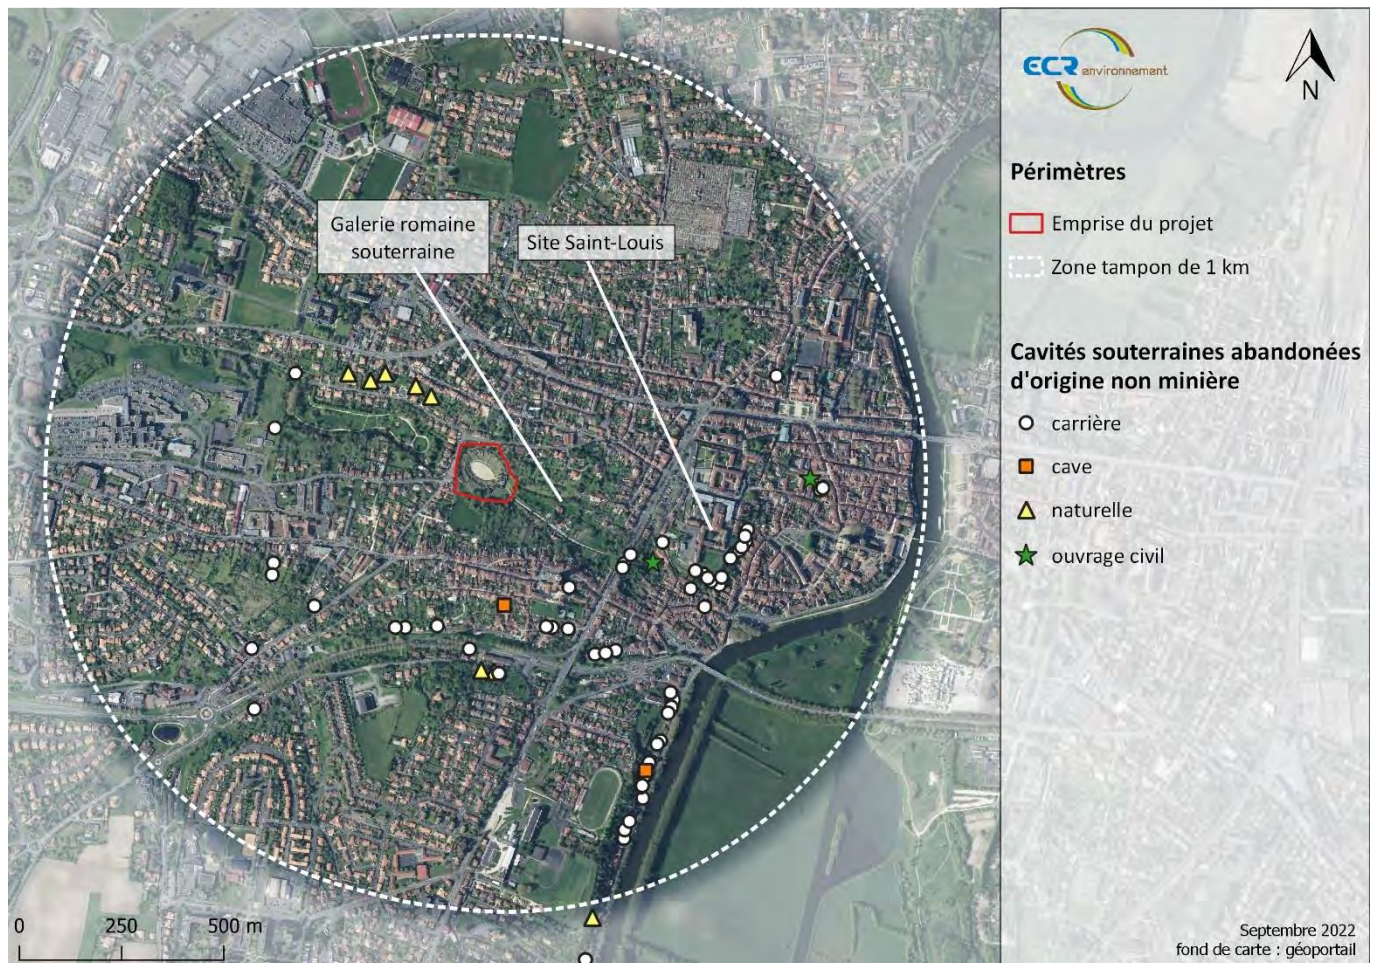 Galerie romaine
souterraine
Site Saint-Louis
0 250 500 m
ECR environnement
N
Périmètres
Emprise du projet
Zone tampon de 1 km
Cavités souterraines abandonnées
d'origine non minière
carrière
cave
naturelle
ouvrage civil
Septembre 2022
fond de carte : géoportail